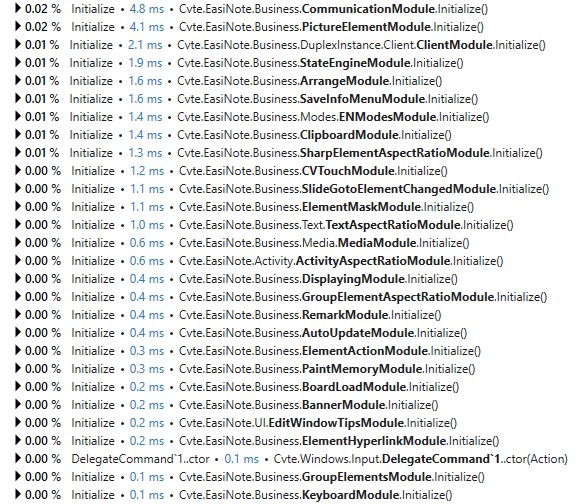 0.02 % Initialize • 4.8 ms • Cvte.EasiNote.Business.CommunicationModule.Initialize()
0.02 % Initialize • 4.1 ms • Cvte.EasiNote.Business.PictureElementModule.Initialize()
0.01 % Initialize • 2.1 ms • Cvte.EasiNote.Business.DuplexInstance.Client.ClientModule.Initialize()
0.01 % Initialize • 1.9 ms • Cvte.EasiNote.Business.StateEngineModule.Initialize()
0.01 % Initialize • 1.6 ms • Cvte.EasiNote.Business.ArrangeModule.Initialize()
0.01 % Initialize • 1.6 ms • Cvte.EasiNote.Business.SaveInfoMenuModule.Initialize()
0.01 % Initialize • 1.4 ms • Cvte.EasiNote.Business.Modes.ENModesModule.Initialize()
0.01 % Initialize • 1.4 ms • Cvte.EasiNote.Business.ClipboardModule.Initialize()
0.01 % Initialize • 1.3 ms • Cvte.EasiNote.Business.SharpElementAspectRatioModule.Initialize()
0.00 % Initialize • 1.2 ms • Cvte.EasiNote.Business.CVTouchModule.Initialize()
0.00 % Initialize • 1.1 ms • Cvte.EasiNote.Business.SlideGotoElementChangedModule.Initialize()
0.00 % Initialize • 1.1 ms • Cvte.EasiNote.Business.ElementMaskModule.Initialize()
0.00 % Initialize • 1.0 ms • Cvte.EasiNote.Business.Text.TextAspectRatioModule.Initialize()
0.00 % Initialize • 0.6 ms • Cvte.EasiNote.Business.Media.MediaModule.Initialize()
0.00 % Initialize • 0.6 ms • Cvte.EasiNote.Activity.ActivityAspectRatioModule.Initialize()
0.00 % Initialize • 0.4 ms • Cvte.EasiNote.Business.DisplayingModule.Initialize()
0.00 % Initialize • 0.4 ms • Cvte.EasiNote.Business.GroupElementAspectRatioModule.Initialize()
0.00 % Initialize • 0.4 ms • Cvte.EasiNote.Business.RemarkModule.Initialize()
0.00 % Initialize • 0.4 ms • Cvte.EasiNote.Business.AutoUpdateModule.Initialize()
0.00 % Initialize • 0.3 ms • Cvte.EasiNote.Business.ElementActionModule.Initialize()
0.00 % Initialize • 0.3 ms • Cvte.EasiNote.Business.PaintMemoryModule.Initialize()
0.00 % Initialize • 0.2 ms • Cvte.EasiNote.Business.BoardLoadModule.Initialize()
0.00 % Initialize • 0.2 ms • Cvte.EasiNote.Business.BannerModule.Initialize()
0.00 % Initialize • 0.2 ms • Cvte.EasiNote.UI.EditWindowTipsModule.Initialize()
0.00 % Initialize • 0.2 ms • Cvte.EasiNote.Business.ElementHyperlinkModule.Initialize()
0.00 % DelegateCommand`1..ctor • 0.1 ms • Cvte.Windows.Input.DelegateCommand`1..ctor(Action)
0.00 % Initialize • 0.1 ms • Cvte.EasiNote.Business.GroupElementsModule.Initialize()
0.00 % Initialize • 0.1 ms • Cvte.EasiNote.Business.KeyboardModule.Initialize()